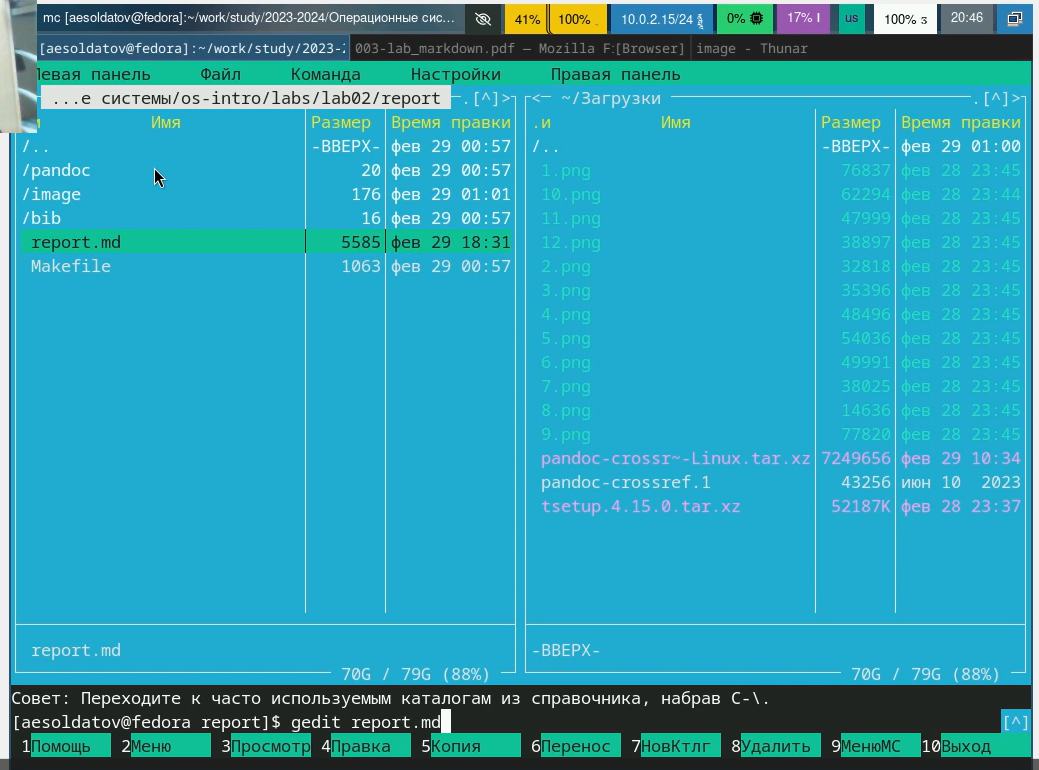 mc [aesoldatov@fedora]:~/work/study/2023-2024/Операционные сис... 41% 100% 10.0.2.15/24 0% 17% us 100% 20:46
[aesoldatov@fedora]:~/work/study/2023-2 003-lab_markdown.pdf — Mozilla F:[Browser] image - Thunar
Левая панель Файл Команда Настройки Правая панель
...е системы/os-intro/labs/lab02/report .[^]> <— ~/Загрузки .[^]>
и Имя Размер Время правки .и Имя Размер Время правки
/.. -ВВЕРХ- фев 29 00:57 /.. -ВВЕРХ- фев 29 01:00
/pandoc 20 фев 29 00:57 1.png 76837 фев 28 23:45
/image 176 фев 29 01:01 10.png 62294 фев 28 23:44
/bib 16 фев 29 00:57 11.png 47999 фев 28 23:45
report.md 5585 фев 29 18:31 12.png 38897 фев 28 23:45
Makefile 1063 фев 29 00:57 2.png 32818 фев 28 23:45
3.png 35396 фев 28 23:45
4.png 48496 фев 28 23:45
5.png 54036 фев 28 23:45
6.png 49991 фев 28 23:45
7.png 38025 фев 28 23:45
8.png 14636 фев 28 23:45
9.png 77820 фев 28 23:45
pandoc-crossr~-Linux.tar.xz 7249656 фев 29 10:34
pandoc-crossref.1 43256 июн 10 2023
tsetup.4.15.0.tar.xz 52187K фев 28 23:37
report.md -ВВЕРХ-
70G / 79G (88%) 70G / 79G (88%)
Совет: Переходите к часто используемым каталогам из справочника, набрав C-\.
[aesoldatov@fedora report]$ gedit report.md [^]
1Помощь 2Меню 3Просмотр 4Правка 5Копия 6Перенос 7НовКтлг 8Удалить 9МенюМС 10Выход